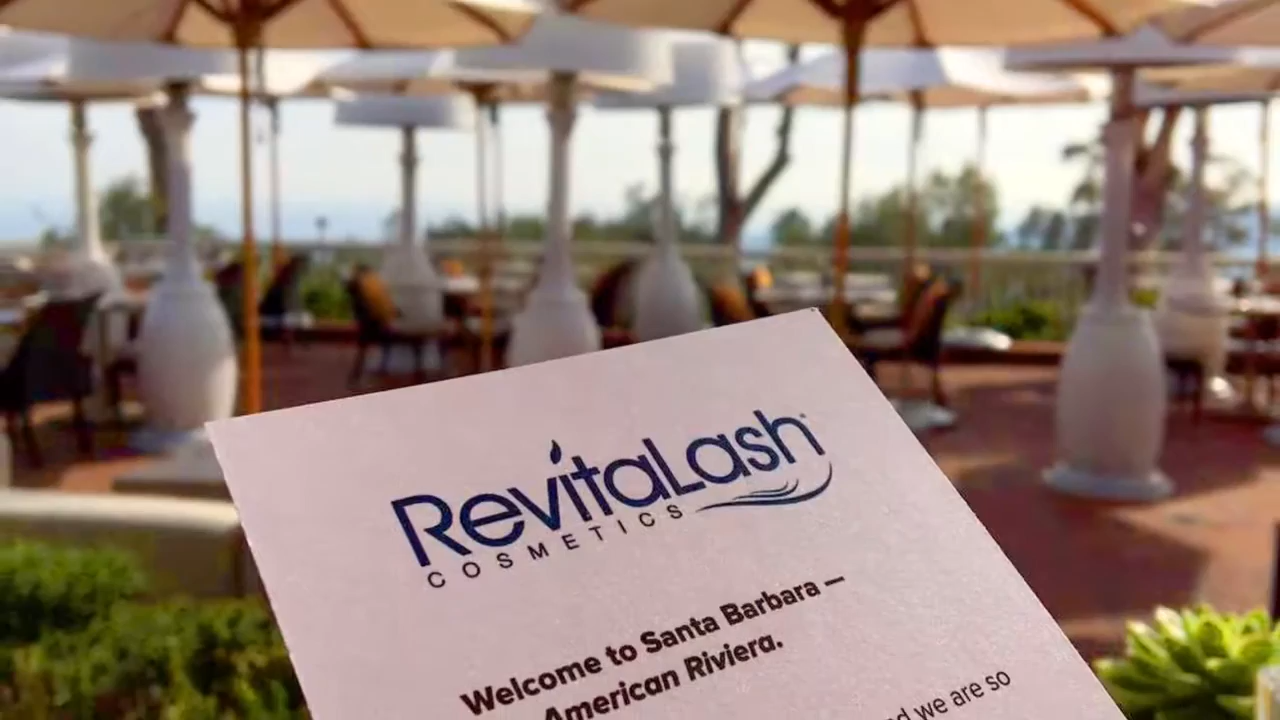 RevitaLash
COSMETICS
Welcome to Santa Barbara —
American Riviera.
we are so